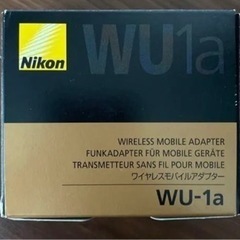 WU1a
Nikon
WIRELESS MOBILE ADAPTER
FUNKADAPTER FÜR MOBILE GERÄTE
TRANSMETTEUR SANS FIL POUR MOBILE
ワイヤレスモバイルアダプター
WU-1a